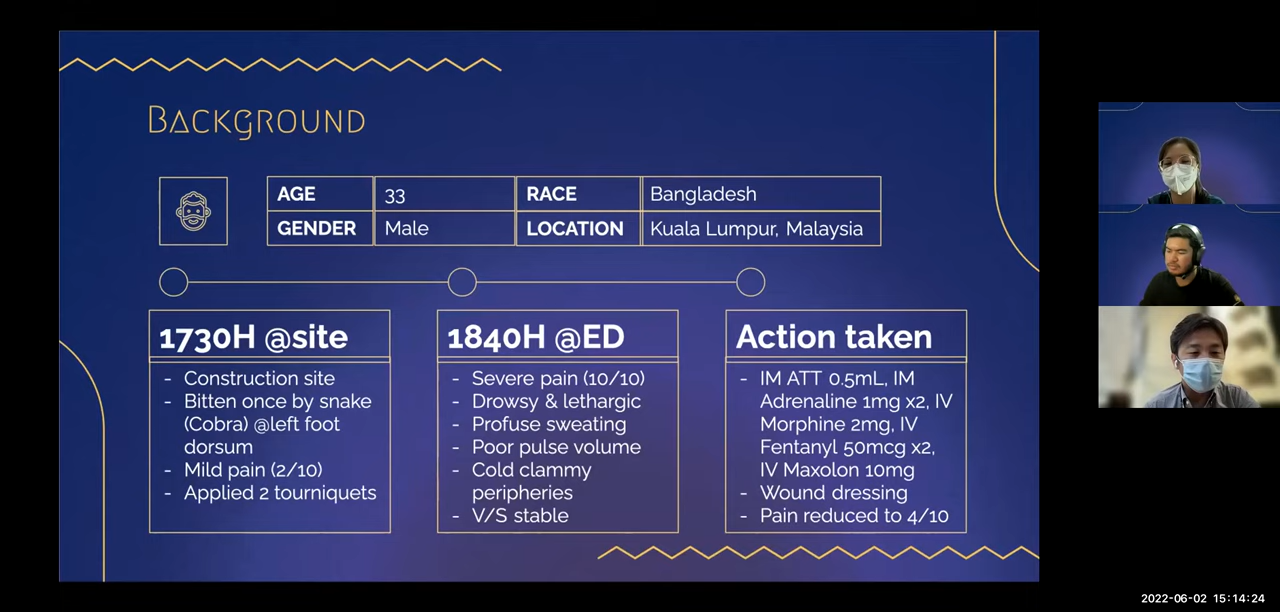 BACKGROUND
AGE 33 RACE Bangladesh
GENDER Male LOCATION Kuala Lumpur, Malaysia
1730H @site
- Construction site
- Bitten once by snake
(Cobra) @left foot
dorsum
- Mild pain (2/10)
- Applied 2 tourniquets
1840H @ED
- Severe pain (10/10)
- Drowsy & lethargic
- Profuse sweating
- Poor pulse volume
- Cold clammy
peripheries
- V/S stable
Action taken
- IM ATT 0.5mL, IM
Adrenaline 1mg x2, IV
Morphine 2mg, IV
Fentanyl 50mcg x2,
IV Maxolon 10mg
- Wound dressing
- Pain reduced to 4/10
2022-06-02 15:14:24